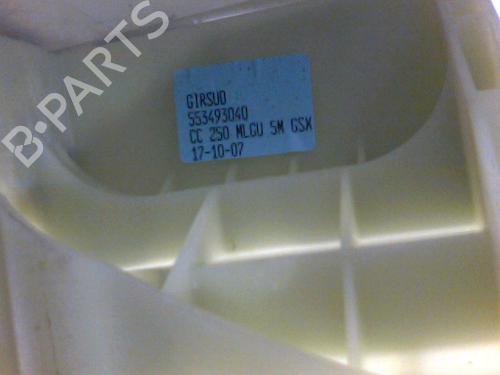 B-PARTS
GIRSUD
553493040
CC 250 MLGU 5M GSX
17-10-07